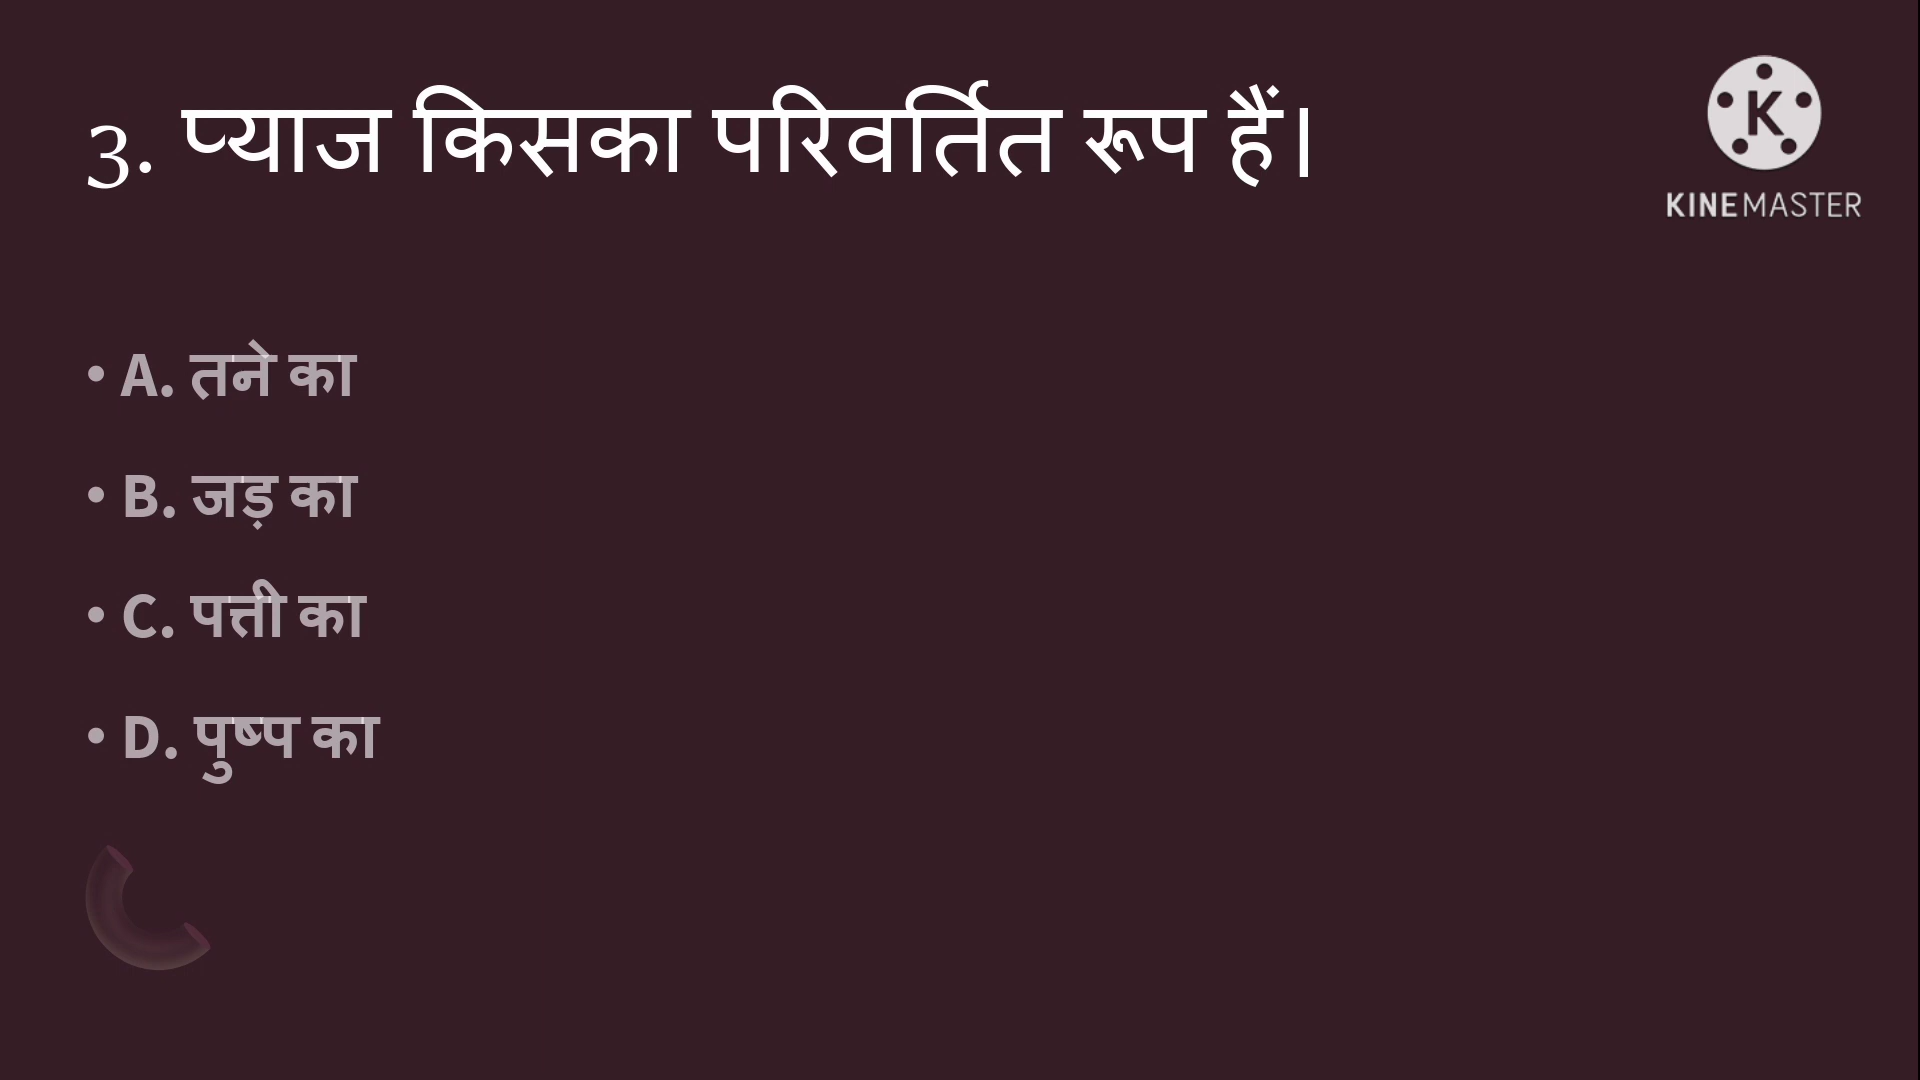 3. प्याज किसका परिवर्तित रूप हैं।
KINEMASTER
• A. तने का
• B. जड़ का
• C. पत्ती का
• D. पुष्प का